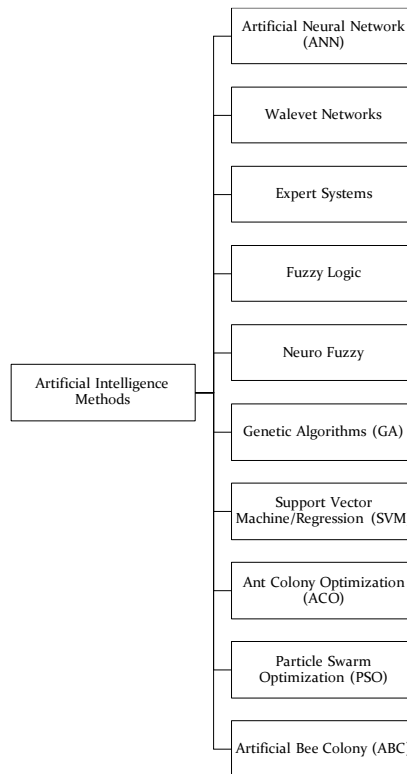 Artificial Neural Network
(ANN)
Walevet Networks
Expert Systems
Fuzzy Logic
Neuro Fuzzy
Artificial Intelligence
Methods
Genetic Algorithms (GA)
Support Vector
Machine/Regression (SVM
Ant Colony Optimization
(ACO)
Particle Swarm
Optimization (PSO)
Artificial Bee Colony (ABC)